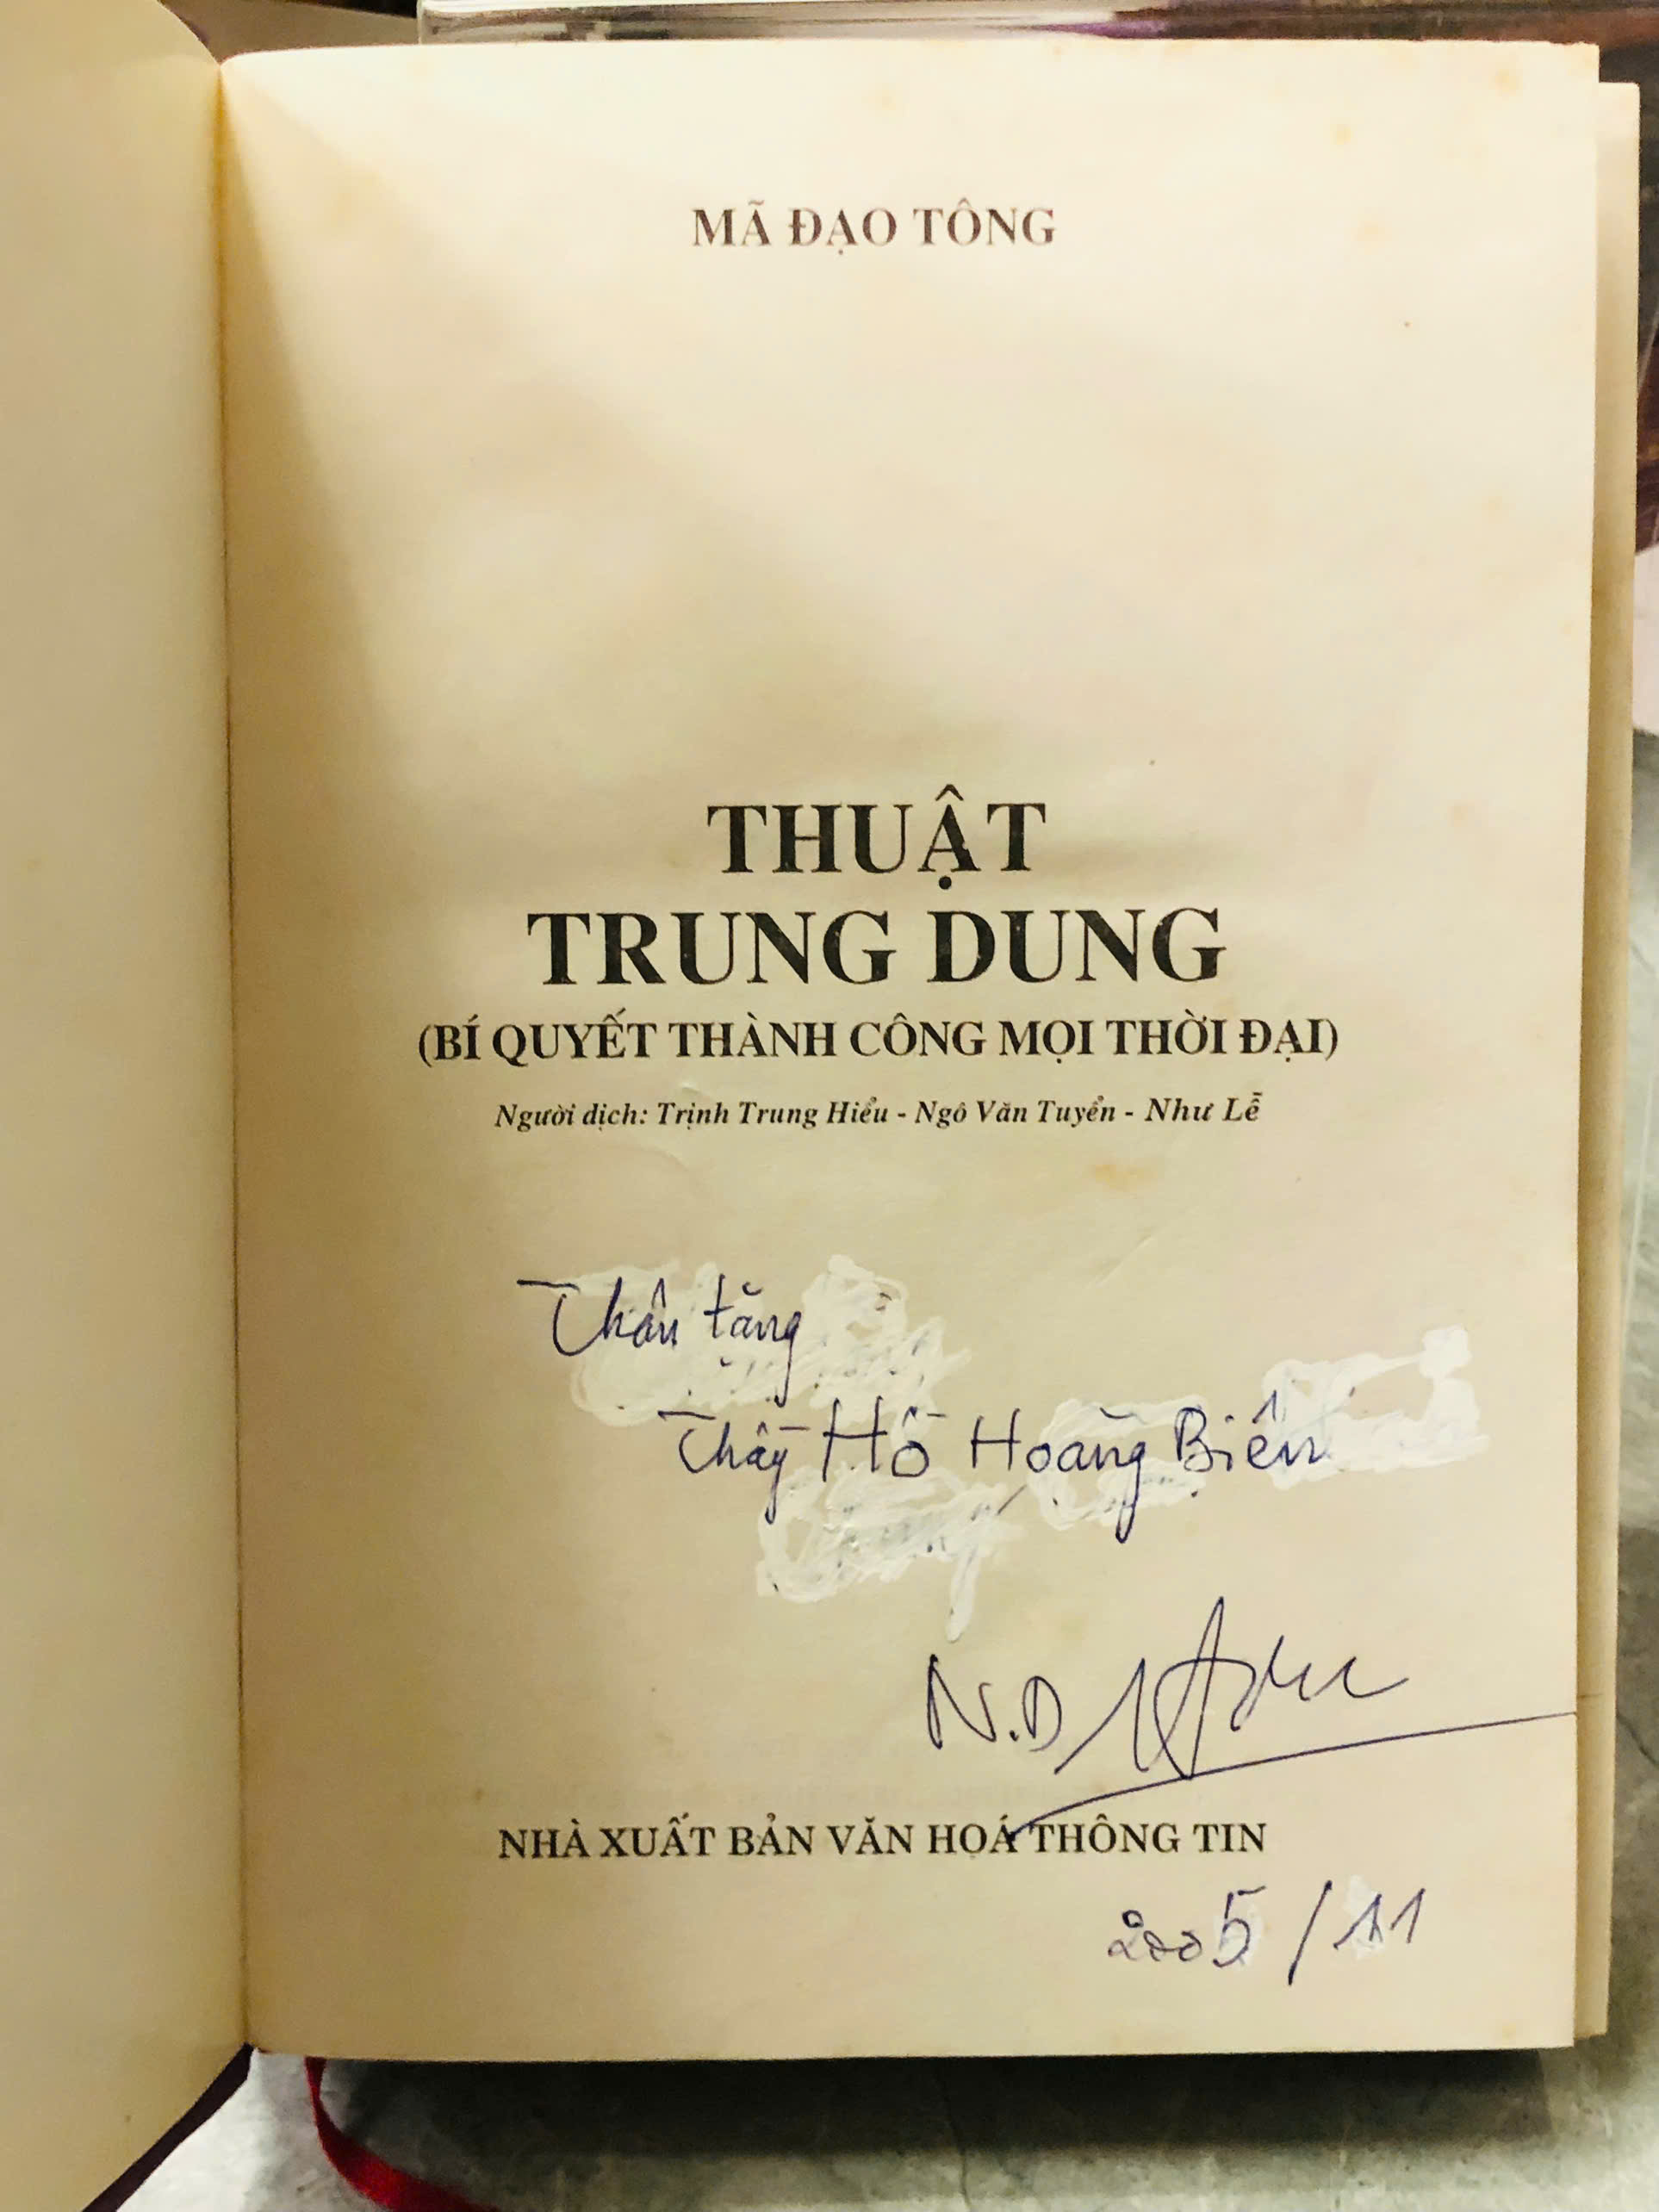 MÃ ĐẠO TÔNG
THUẬT
TRUNG DUNG
(BÍ QUYẾT THÀNH CÔNG MỌI THỜI ĐẠI)
Người dịch: Trịnh Trung Hiểu - Ngô Văn Tuyển - Như Lễ
Thân tặng
Thầy Hồ Hoàng Biên
N.D
NHÀ XUẤT BẢN VĂN HOÁ THÔNG TIN
2005/11